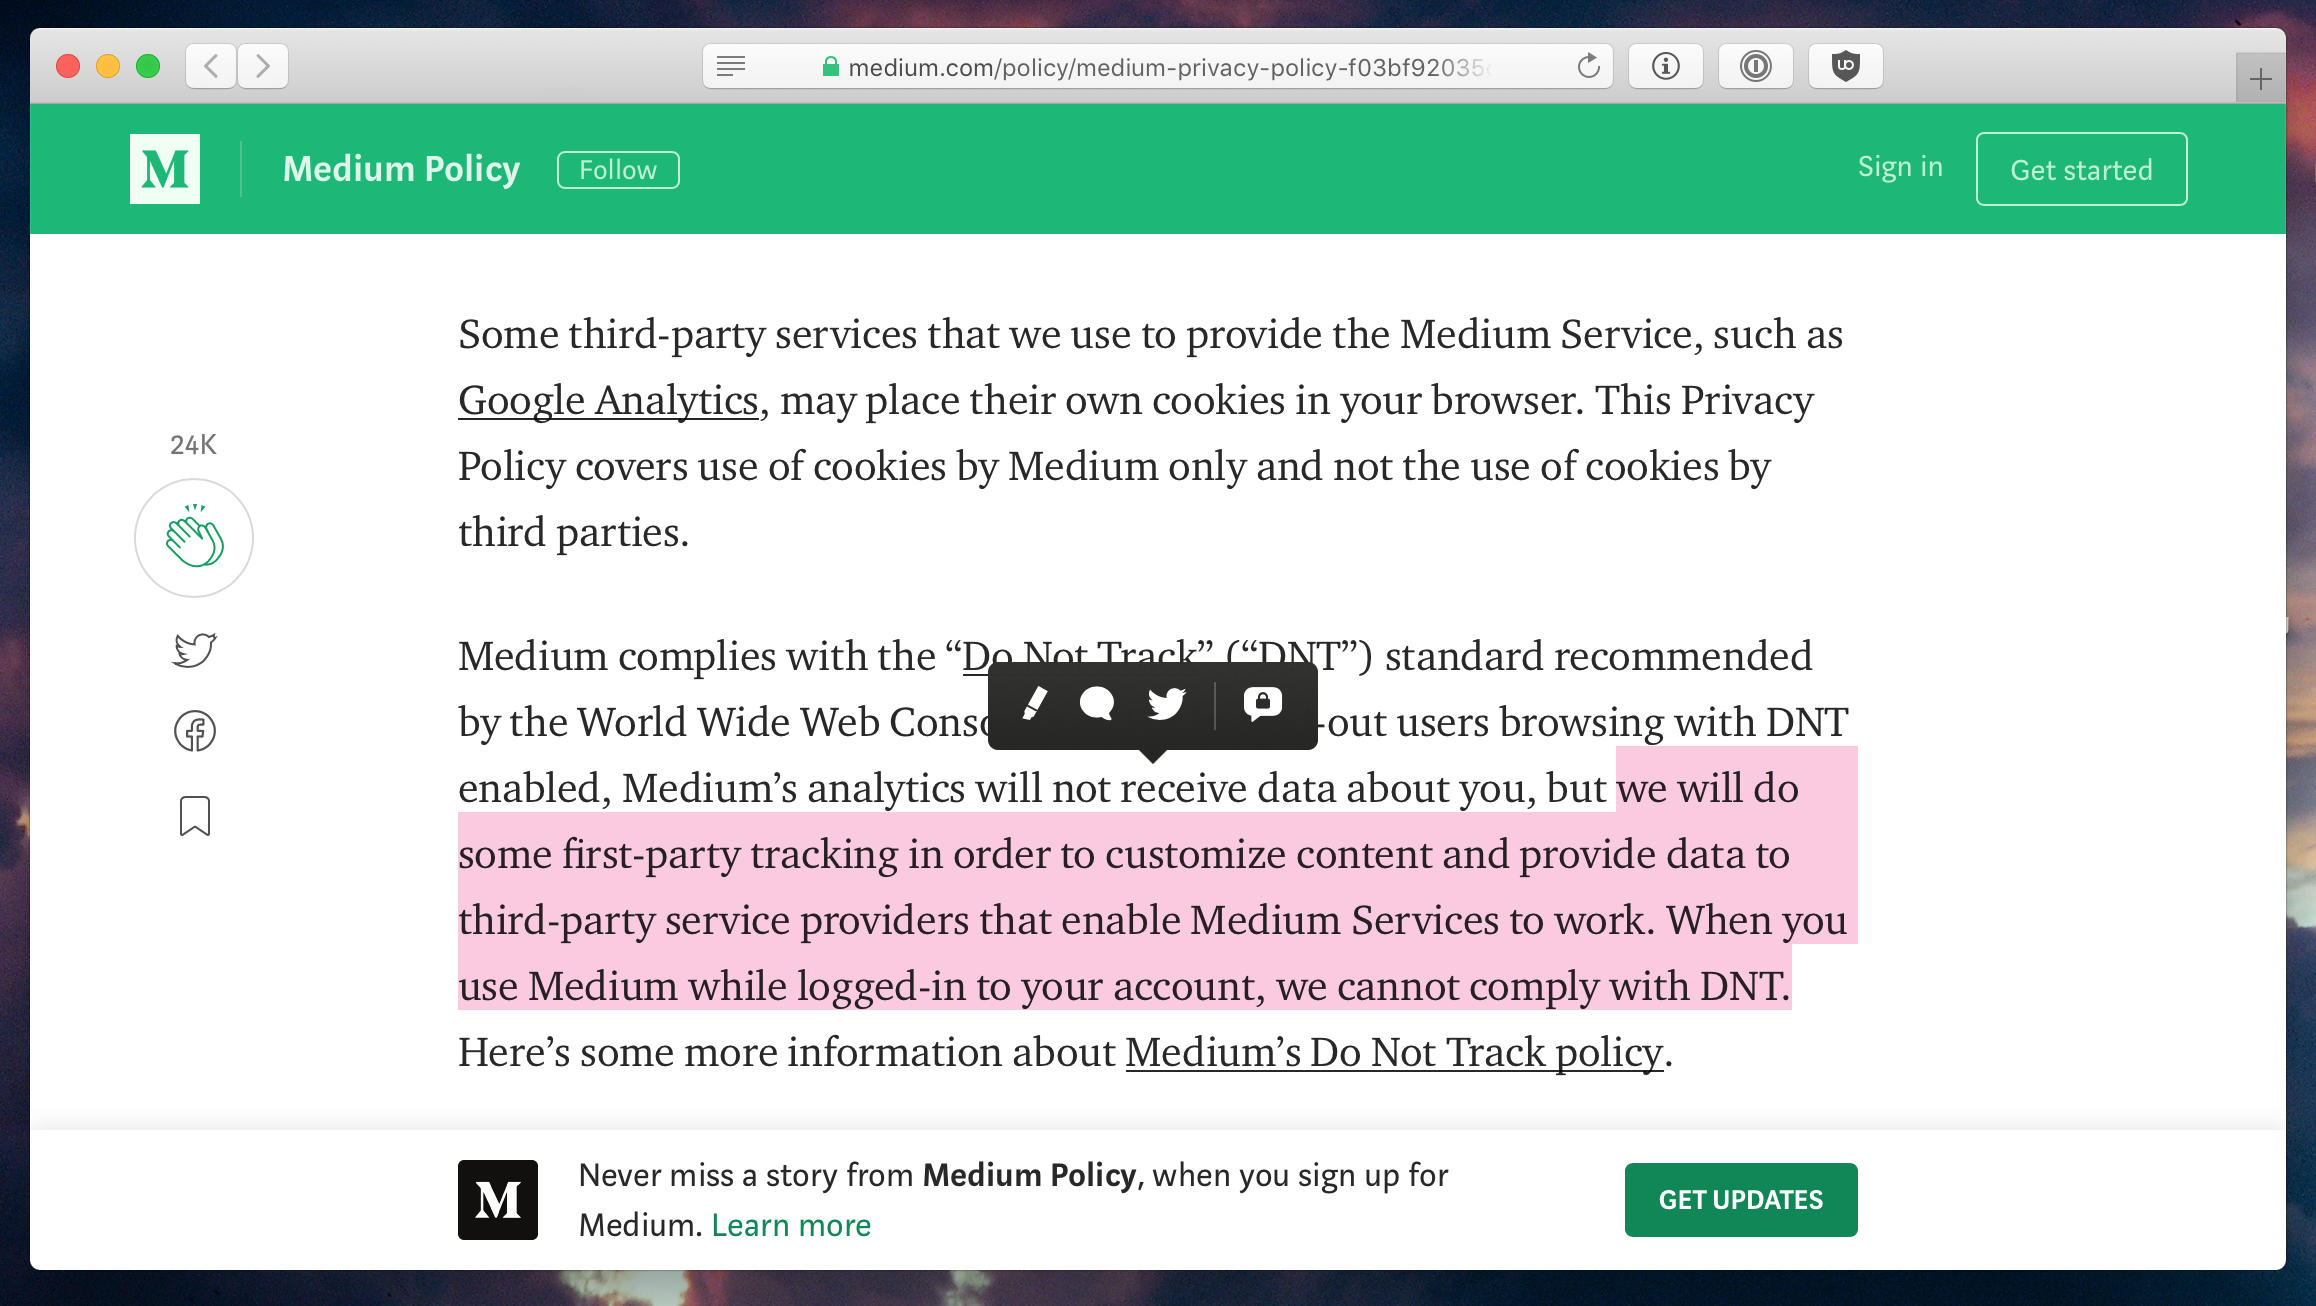 medium.com/policy/medium-privacy-policy-f03bf92035
M
Medium Policy
Follow
Sign in
Get started
Some third-party services that we use to provide the Medium Service, such as
Google Analytics, may place their own cookies in your browser. This Privacy
Policy covers use of cookies by Medium only and not the use of cookies by
third parties.
24K
Medium complies with the “Do Not Track” (“DNT”) standard recommended
by the World Wide Web -out users browsing with DNT
enabled, Medium’s analytics will not receive data about you, but we will do
some first-party tracking in order to customize content and provide data to
third-party service providers that enable Medium Services to work. When you
use Medium while logged-in to your account, we cannot comply with DNT.
Here’s some more information about Medium’s Do Not Track policy.
M
Never miss a story from Medium Policy, when you sign up for
Medium. Learn more
GET UPDATES